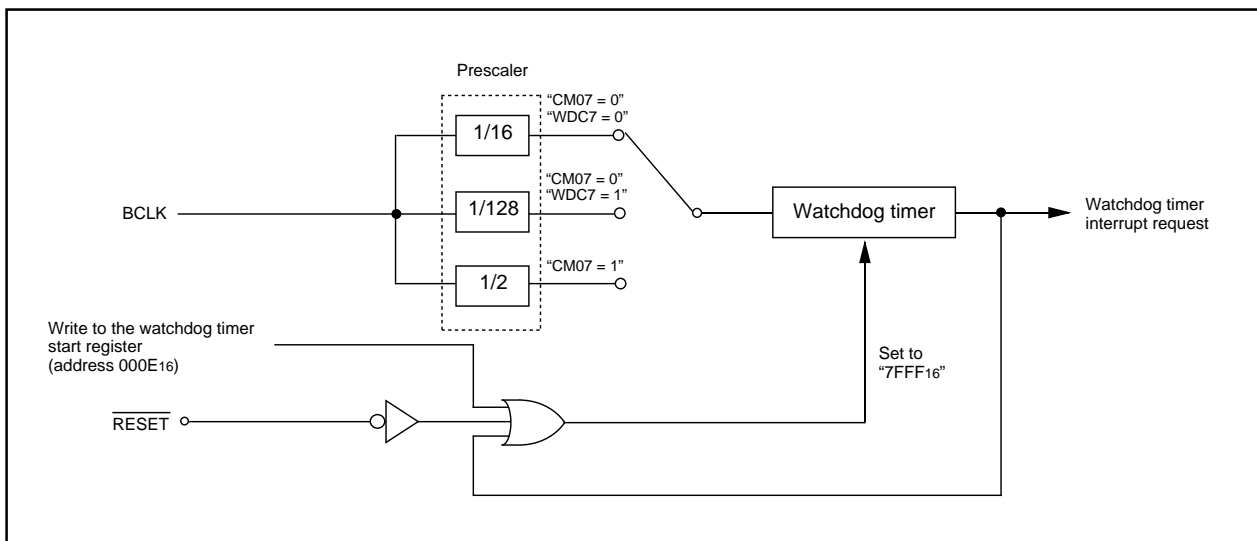 Prescaler
“CM07 = 0”
“WDC7 = 0”
1/16
“CM07 = 0”
“WDC7 = 1”
BCLK
1/128
Watchdog timer
Watchdog timer
interrupt request
“CM07 = 1”
1/2
Write to the watchdog timer
start register
(address 000E16)
Set to
“7FFF16”
RESET